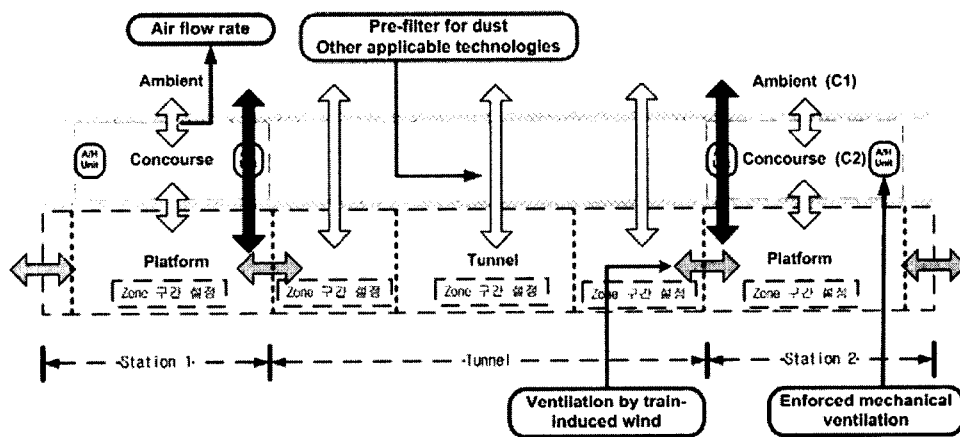 Air flow rate
Pre-filter for dust
Other applicable technologies
Ambient
Ambient (C1)
A/H
Unit
Concourse
Concourse (C2)
A/H
Unit
Platform
Tunnel
Platform
Zone 구간 설정
Zone 구간 설정
Zone 구간 설정
Zone 구간 설정
Zone 구간 설정
Station 1
Tunnel
Station 2
Ventilation by train-
induced wind
Enforced mechanical
ventilation